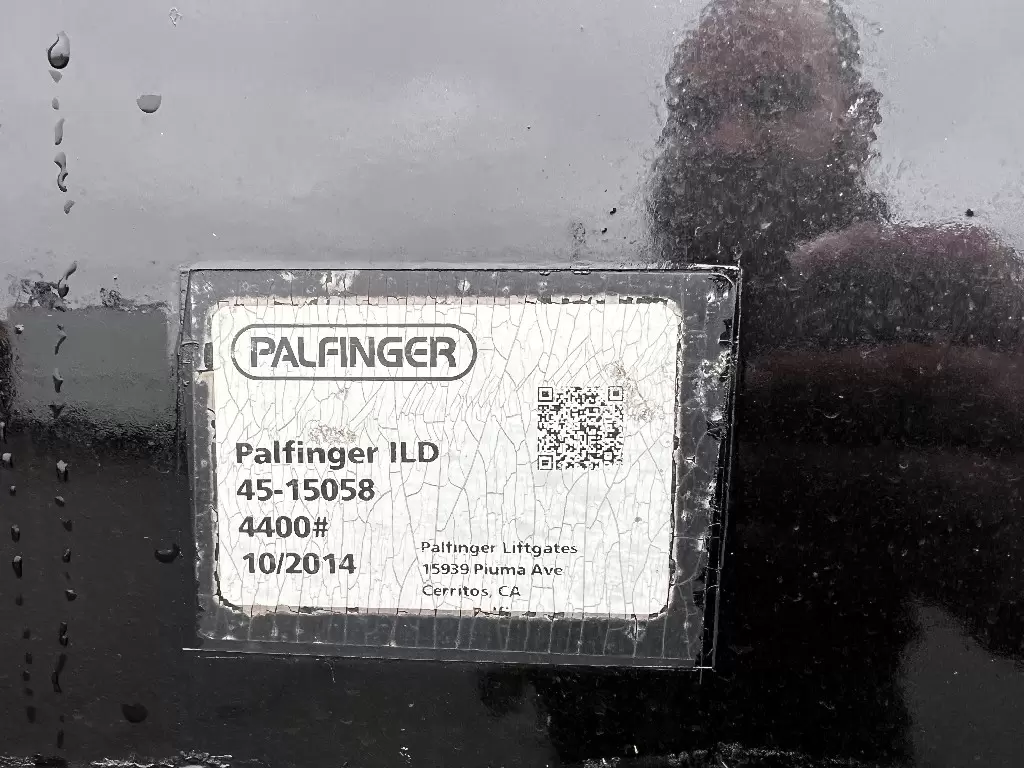 PALFINGER
Palfinger ILD
45-15058
4400#
10/2014
Palfinger Liftgates
15939 Piuma Ave
Cerritos, CA